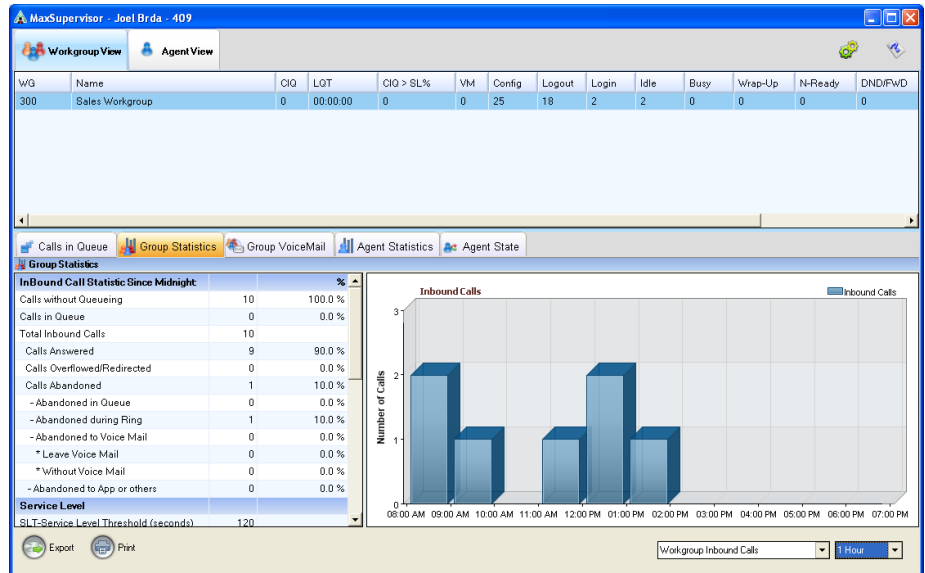 MaxSupervisor - Joel Brda - 409
Workgroup View Agent View
WG Name CIQ LQT CIQ > SL% VM Config Logout Login Idle Busy Wrap-Up N-Ready DND/FWD
300 Sales Workgroup 0 00:00:00 0 0 25 18 2 2 0 0 0 0
Calls in Queue Group Statistics Group VoiceMail Agent Statistics Agent State
Group Statistics
InBound Call Statistic Since Midnight: %
Calls without Queueing 10 100.0 %
Calls in Queue 0 0.0 %
Total Inbound Calls 10
Calls Answered 9 90.0 %
Calls Overflowed/Redirected 0 0.0 %
Calls Abandoned 1 10.0 %
- Abandoned in Queue 0 0.0 %
- Abandoned during Ring 1 10.0 %
- Abandoned to Voice Mail 0 0.0 %
* Leave Voice Mail 0 0.0 %
* Without Voice Mail 0 0.0 %
- Abandoned to App or others 0 0.0 %
Service Level
SLT-Service Level Threshold (seconds) 120
Inbound Calls
Inbound Calls
Number of Calls
3
2
1
0
08:00 AM 09:00 AM 10:00 AM 11:00 AM 12:00 PM 01:00 PM 02:00 PM 03:00 PM 04:00 PM 05:00 PM 06:00 PM 07:00 PM
Export Print
Workgroup Inbound Calls 1 Hour